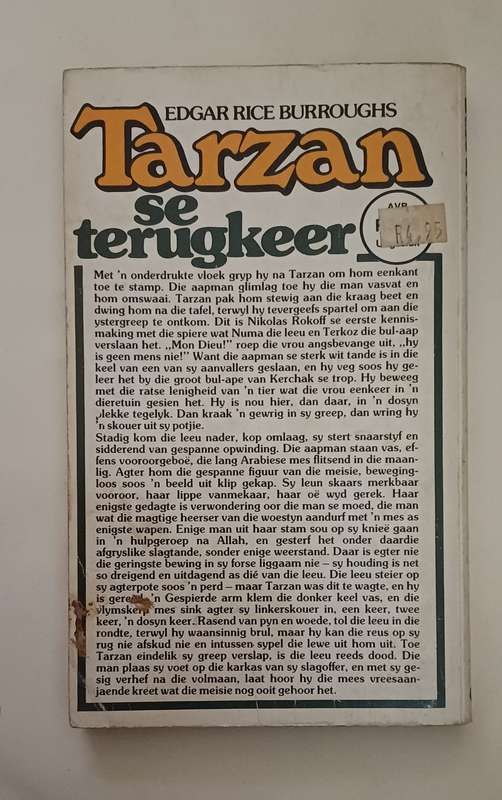 EDGAR RICE BURROUGHS
Tarzan
se
terugkeer
AVB
R4.95
Met 'n onderdrukte vloek gryp hy na Tarzan om hom eenkant
toe te stamp. Die aapman glimlag toe hy die man vasvat en
hom omswaai. Tarzan pak hom stewig aan die kraag beet en
dwing hom na die tafel, terwyl hy tevergeefs spartel om aan die
ystergreep te ontkom. Dit is Nikolas Rokoff se eerste kennis-
making met die spiere wat Numa die leeu en Terkoz die bul-aap
verslaan het. „Mon Dieu!” roep die vrou angsbevange uit, „hy
is geen mens nie!” Want die aapman se sterk wit tande is in die
keel van een van sy aanvallers geslaan, en hy veg soos hy ge-
leer het by die groot bul-ape van Kerchak se trop. Hy beweeg
met die ratse lenigheid van 'n tier wat die vrou eenkeer in 'n
dieretuin gesien het. Hy is nou hier, dan daar, in 'n dosyn
plekke tegelyk. Dan kraak 'n gewrig in sy greep, dan wring hy
'n skouer uit sy potjie.
Stadig kom die leeu nader, kop omlaag, sy stert snaarstyf en
sidderend van gespanne opwinding. Die aapman staan vas, ef-
fens vooroorgeboë, die lang Arabiese mes flitsend in die maan-
lig. Agter hom die gespanne figuur van die meisie, beweging-
loos soos 'n beeld uit klip gekap. Sy leun skaars merkbaar
vooroor, haar lippe vanmekaar, haar oë wyd gerek. Haar
enigste gedagte is verwondering oor die man se moed, die man
wat die magtige heerser van die woestyn aandurf met 'n mes as
enigste wapen. Enige man uit haar stam sou op sy knieë gaan
in 'n hulpgeroep na Allah, en gesterf het onder daardie
afgryslike slagtande, sonder enige weerstand. Daar is egter nie
die geringste bewing in sy forse liggaam nie – sy houding is net
so dreigend en uitdagend as dié van die leeu. Die leeu steier op
sy agterpote soos 'n perd – maar Tarzan was dit te wagte, en hy
is gereed. 'n Gespierde arm klem die donker keel vas, en die
vlymskerp mes sink agter sy linkerskouer in, een keer, twee
keer, 'n dosyn keer. Rasend van pyn en woede, tol die leeu in die
rondte, terwyl hy waansinnig brul, maar hy kan die reus op sy
rug nie afskud nie en intussen sypel die lewe uit hom uit. Toe
Tarzan eindelik sy greep verslap, is die leeu reeds dood. Die
man plaas sy voet op die karkas van sy slagoffer, en met sy ge-
sig verhef na die volmaan, laat hoor hy die mees vreesaan-
jaende kreet wat die meisie nog ooit gehoor het.